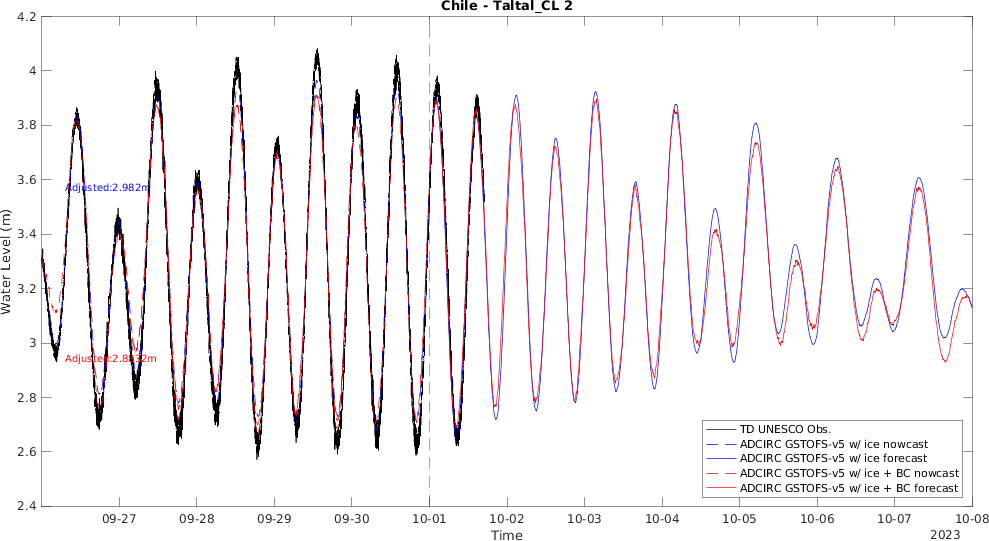 Chile - Taltal_CL 2
4.2
4
3.8
3.6
3.4
3.2
3
2.8
2.6
2.4
Water Level (m)
Adjusted:2.982m
TD UNESCO Obs.
ADCIRC GSTOFS-v5 w/ ice nowcast
ADCIRC GSTOFS-v5 w/ ice forecast
ADCIRC GSTOFS-v5 w/ ice + BC nowcast
ADCIRC GSTOFS-v5 w/ ice + BC forecast
09-27
09-28
09-29
09-30
10-01
10-02
10-03
10-04
10-05
10-06
10-07
10-08
Time
2023